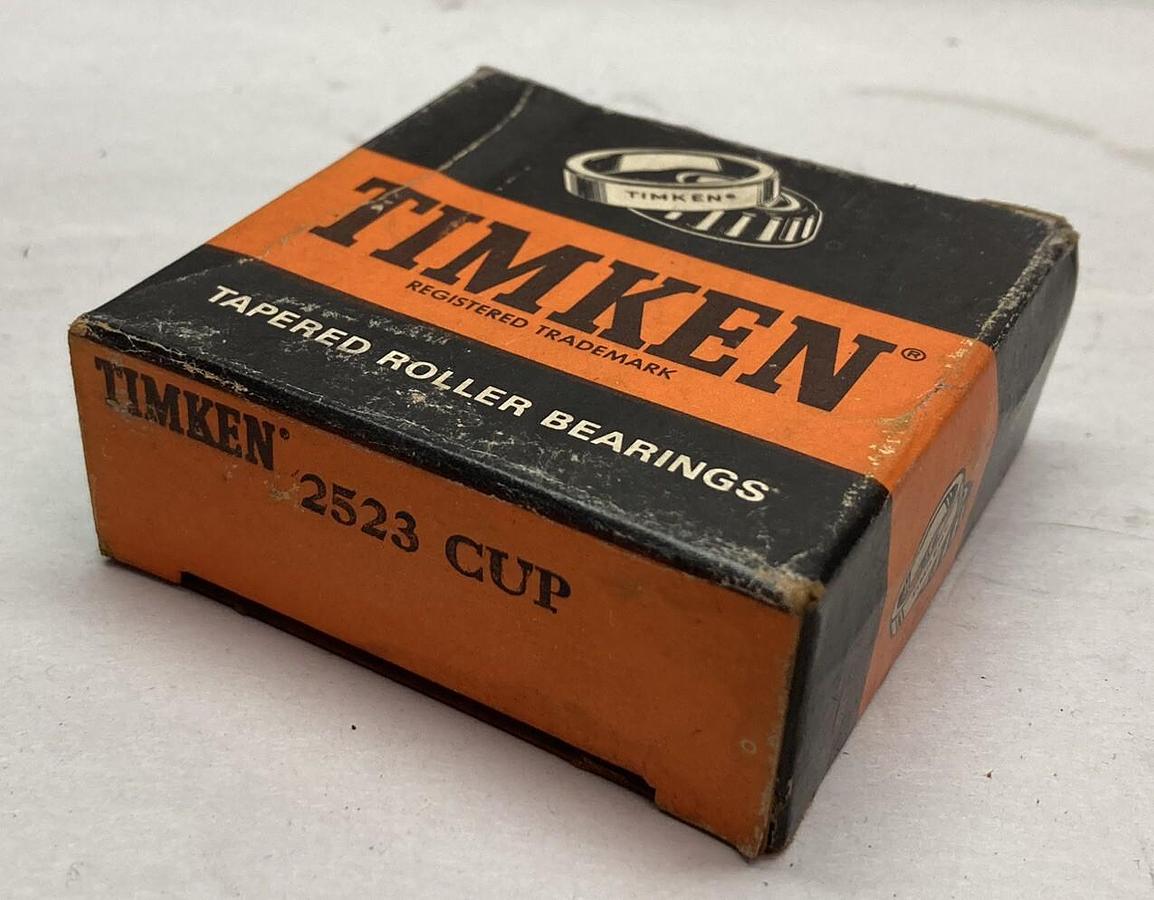 TIMKEN®
TIMKEN®
REGISTERED TRADEMARK
TAPERED ROLLER BEARINGS
TIMKEN®
2523 CUP